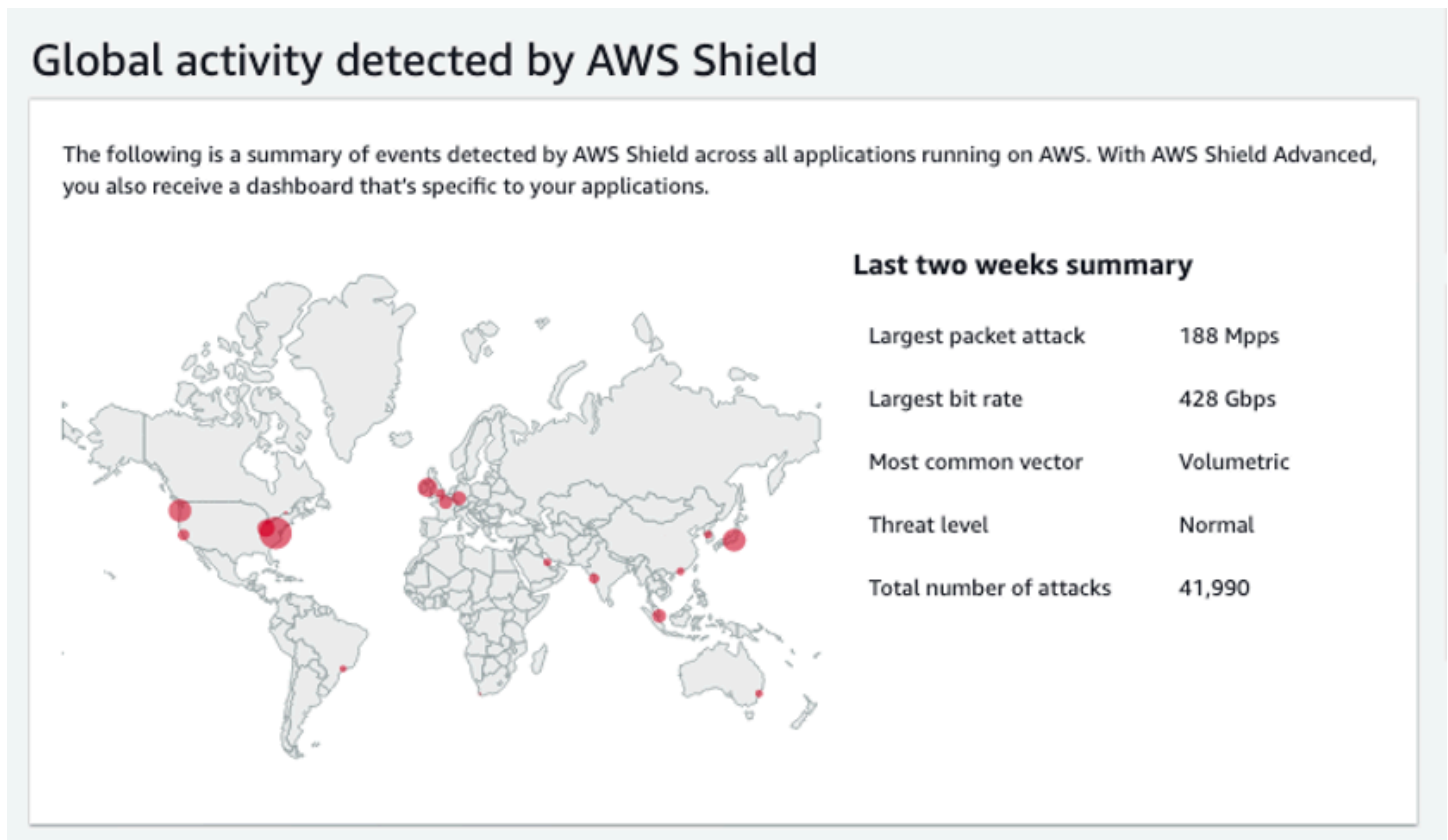 Global activity detected by AWS Shield
The following is a summary of events detected by AWS Shield across all applications running on AWS. With AWS Shield Advanced,
you also receive a dashboard that's specific to your applications.
Last two weeks summary
Largest packet attack 188 Mpps
Largest bit rate 428 Gbps
Most common vector Volumetric
Threat level Normal
Total number of attacks 41,990